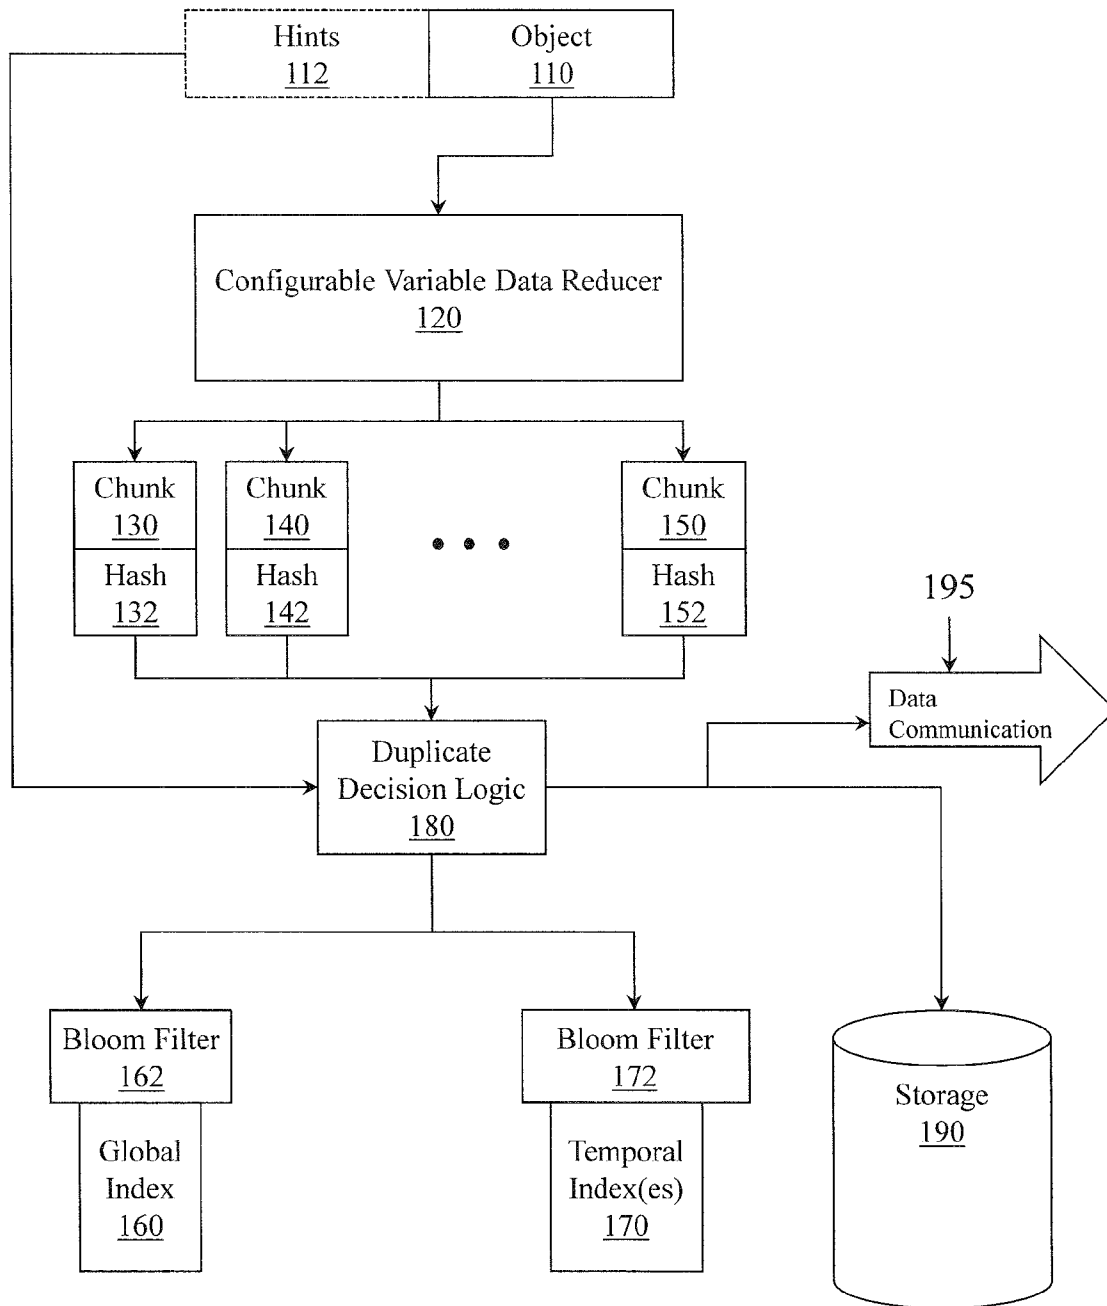 Hints
112
Object
110
Configurable Variable Data Reducer
120
Chunk
130
Hash
132
Chunk
140
Hash
142
Chunk
150
Hash
152
195
Data
Communication
Duplicate
Decision Logic
180
Bloom Filter
162
Global
Index
160
Bloom Filter
172
Temporal
Index(es)
170
Storage
190